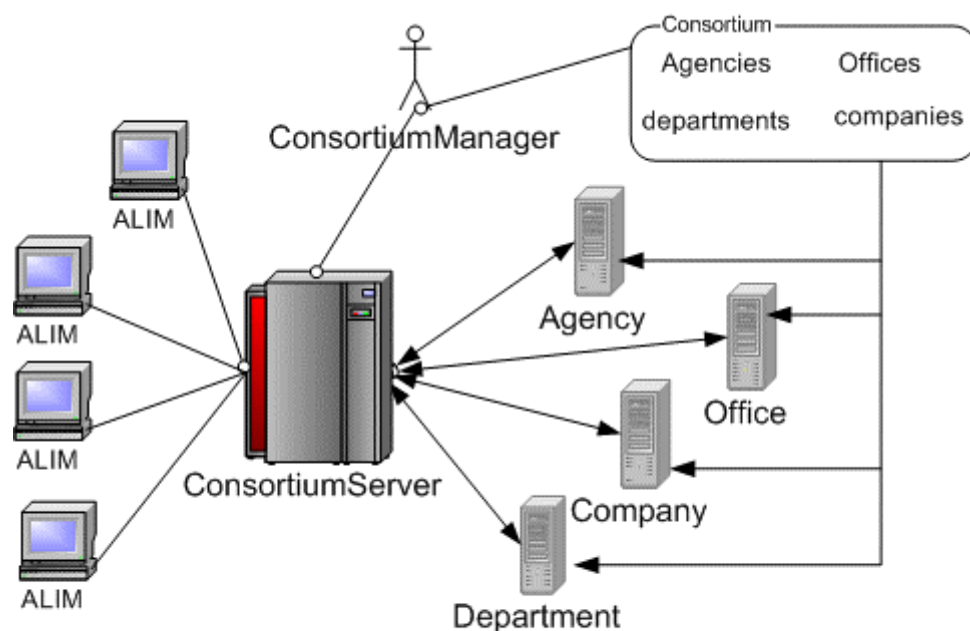 Consortium
Agencies Offices
departments companies
ConsortiumManager
ALIM
ALIM
ALIM
ALIM
ConsortiumServer
Agency
Office
Company
Department